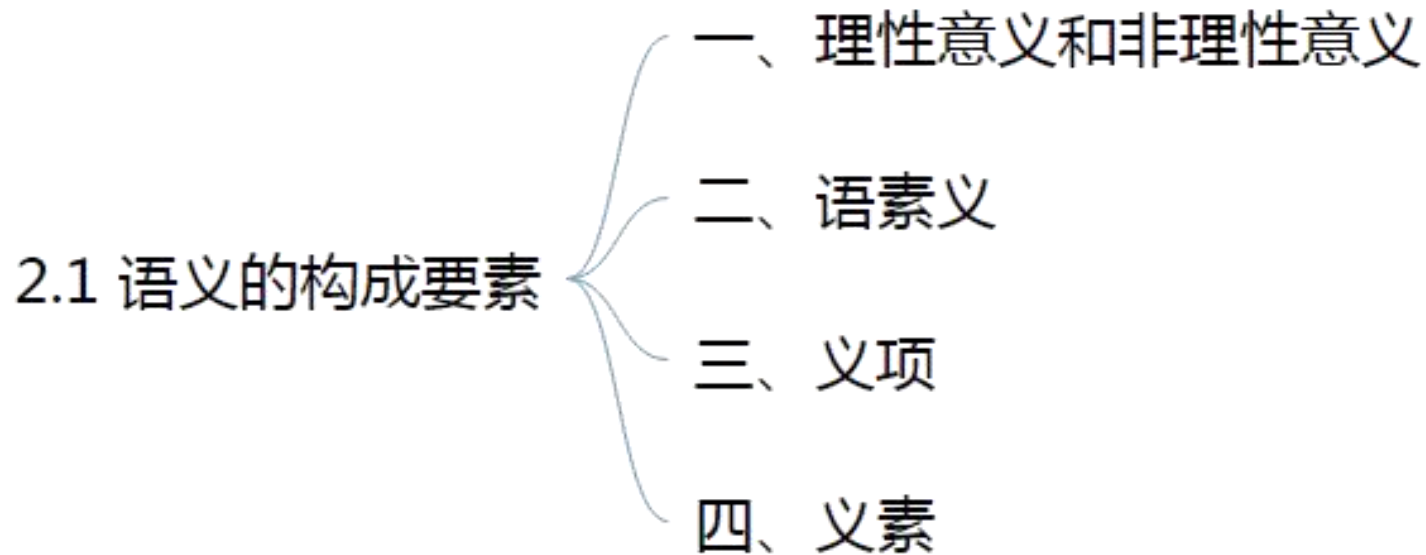 一、理性意义和非理性意义
二、语素义
2.1 语义的构成要素
三、义项
四、义素